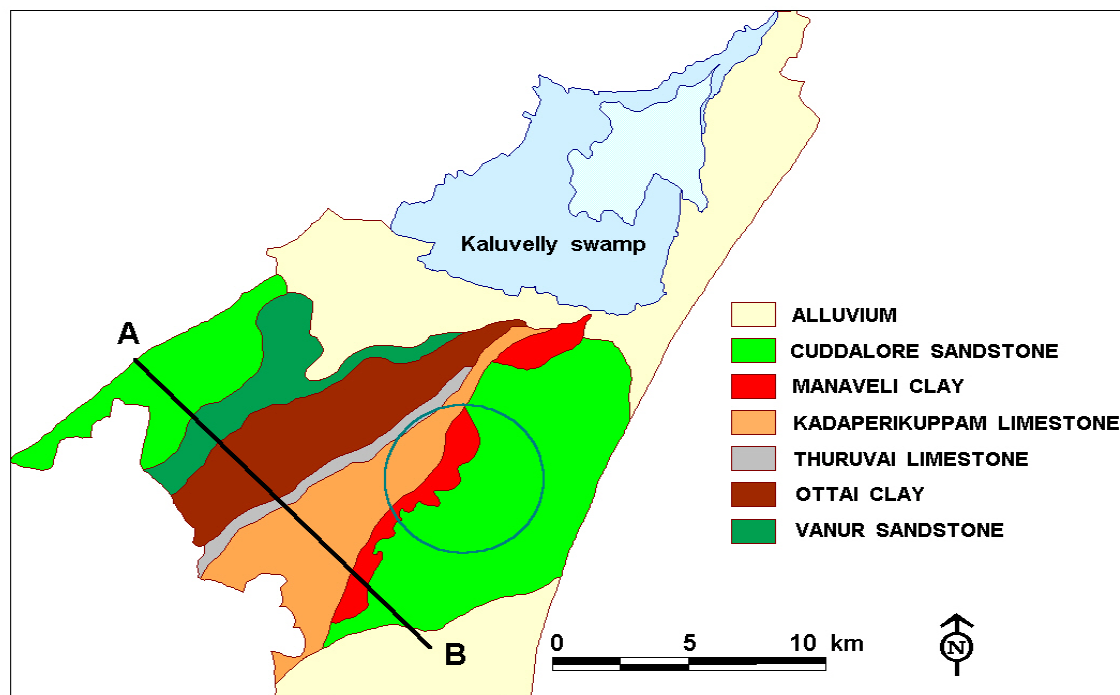 Kaluvelly swamp
A
ALLUVIUM
CUDDALORE SANDSTONE
MANAVELI CLAY
KADAPERIKUPPAM LIMESTONE
THURUVAI LIMESTONE
OTTAI CLAY
VANUR SANDSTONE
B
0 5 10 km
N